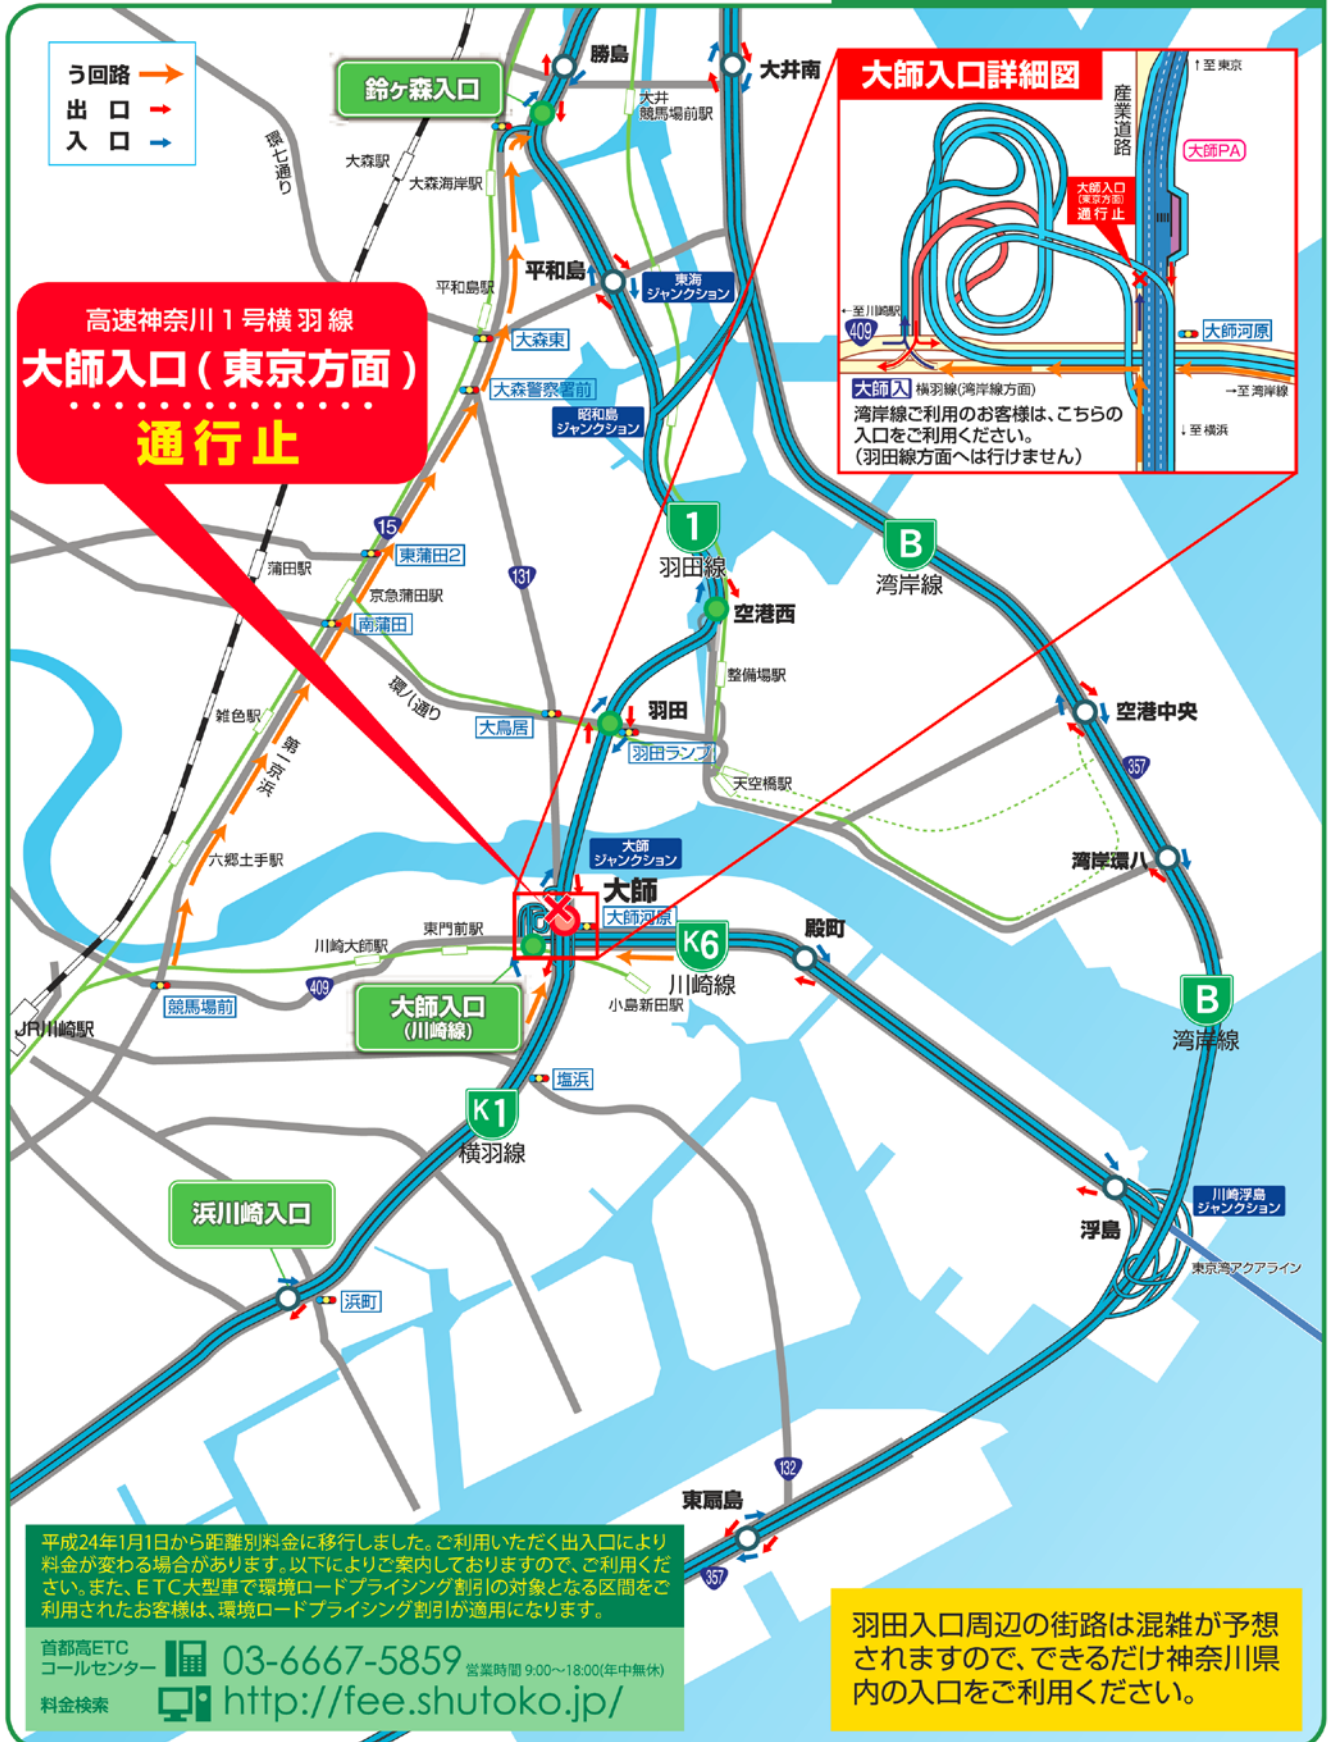 う回路
出口
入口
鈴ヶ森入口
勝島
大井南
大井
競馬場前駅
環七通り
大森駅
大森海岸駅
平和島駅
平和島
東海
ジャンクション
大森東
大森警察署前
昭和島
ジャンクション
大師入口詳細図
↑至東京
産業道路
大師PA
大師入口
(東京方面)
通行止
←至川崎駅
409
大師河原
大師入 横羽線(湾岸線方面)
→至湾岸線
湾岸線ご利用のお客様は、こちらの
入口をご利用ください。
(羽田線方面へは行けません)
↓至横浜
高速神奈川1号横羽線
大師入口(東京方面)
通行止
15
東蒲田2
蒲田駅
京急蒲田駅
南蒲田
131
1
羽田線
B
湾岸線
空港西
整備場駅
環八通り
雑色駅
大鳥居
羽田
羽田ランプ
天空橋駅
空港中央
357
第一京浜
六郷土手駅
湾岸環八
大師
ジャンクション
大師
大師河原
東門前駅
川崎大師駅
K6
川崎線
殿町
小島新田駅
409
競馬場前
JR川崎駅
大師入口
(川崎線)
B
湾岸線
塩浜
K1
横羽線
浜川崎入口
浜町
川崎浮島
ジャンクション
浮島
東京湾アクアライン
132
東扇島
357
平成24年1月1日から距離別料金に移行しました。ご利用いただく出入口により
料金が変わる場合があります。以下によりご案内しておりますので、ご利用くだ
さい。また、ETC大型車で環境ロードプライシング割引の対象となる区間をご
利用されたお客様は、環境ロードプライシング割引が適用になります。
首都高ETC
コールセンター
03-6667-5859 営業時間 9:00〜18:00(年中無休)
料金検索
http://fee.shutoko.jp/
羽田入口周辺の街路は混雑が予想
されますので、できるだけ神奈川県
内の入口をご利用ください。